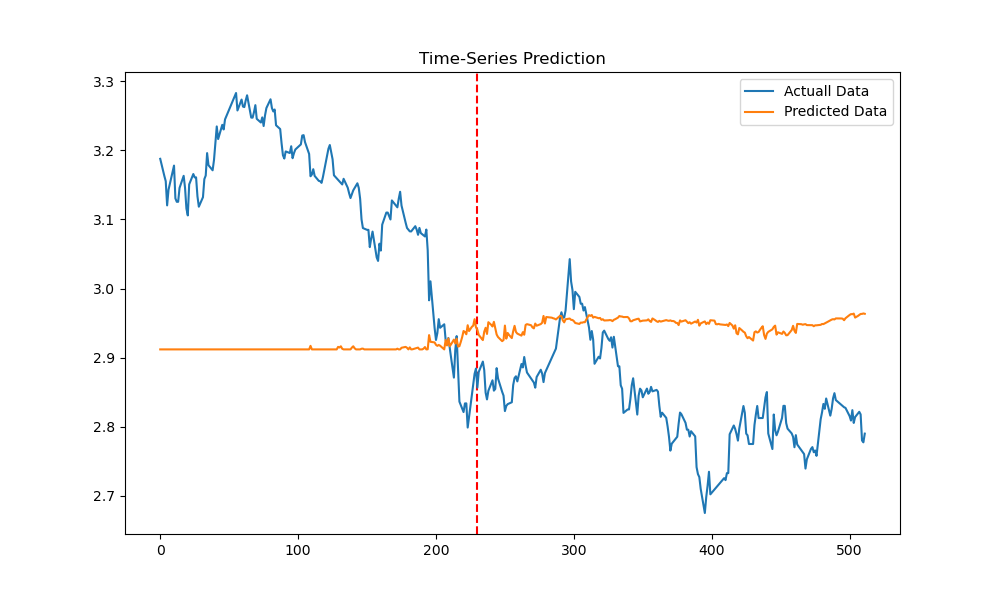 Time-Series Prediction
Actuall Data
Predicted Data
3.3
3.2
3.1
3.0
2.9
2.8
2.7
0 100 200 300 400 500